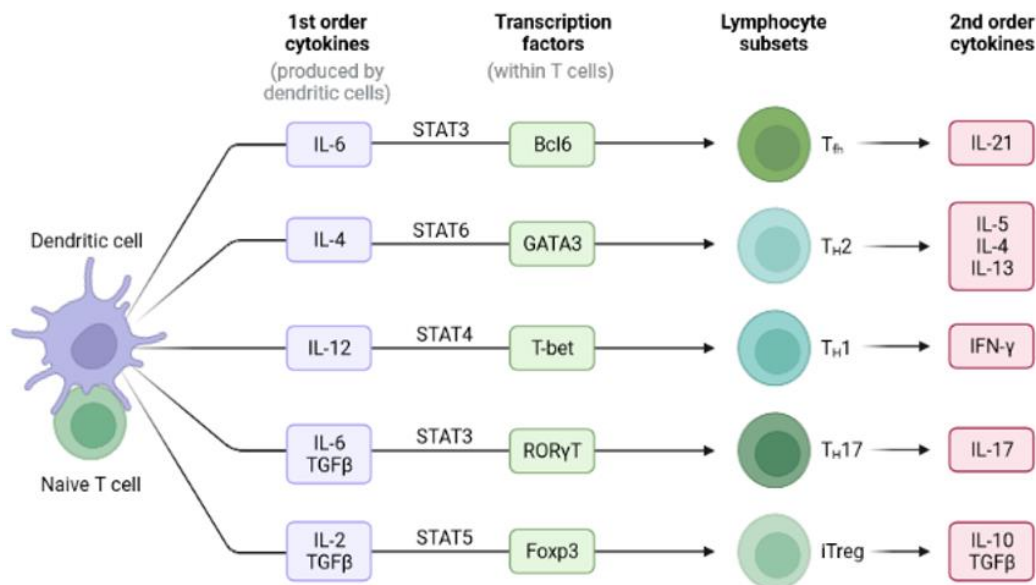 1st order
cytokines
(produced by
dendritic cells)
Transcription
factors
(within T cells)
Lymphocyte
subsets
2nd order
cytokines
IL-6
STAT3
Bcl6
Tfh
IL-21
Dendritic cell
IL-4
STAT6
GATA3
TH2
IL-5
IL-4
IL-13
IL-12
STAT4
T-bet
TH1
IFN-γ
Naive T cell
IL-6
TGFβ
STAT3
RORγT
TH17
IL-17
IL-2
TGFβ
STAT5
Foxp3
iTreg
IL-10
TGFβ